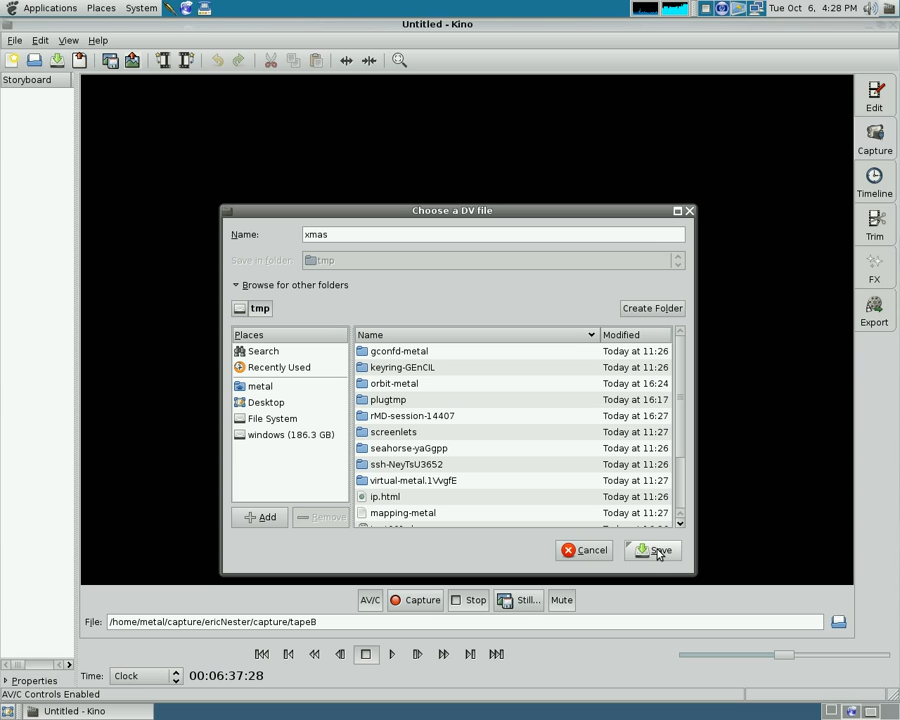 Applications Places System
Tue Oct 6, 4:28 PM
Untitled - Kino
File Edit View Help
Storyboard
Edit
Capture
Timeline
Trim
FX
Export
Choose a DV file
Name: xmas
Save in folder: tmp
Browse for other folders
tmp
Create Folder
Places
Search
Recently Used
metal
Desktop
File System
windows (186.3 GB)
Add Remove
Name Modified
gconfd-metal Today at 11:26
keyring-GEnCIL Today at 11:26
orbit-metal Today at 16:24
plugtmp Today at 16:17
rMD-session-14407 Today at 16:27
screenlets Today at 11:27
seahorse-yaGgpp Today at 11:26
ssh-NeyTsU3652 Today at 11:26
virtual-metal.1VvgfE Today at 11:27
ip.html Today at 11:26
mapping-metal Today at 11:27
Cancel Save
AV/C Capture Stop Still... Mute
File: /home/metal/capture/ericNester/capture/tapeB
Properties
Time: Clock 00:06:37:28
AV/C Controls Enabled
Untitled - Kino